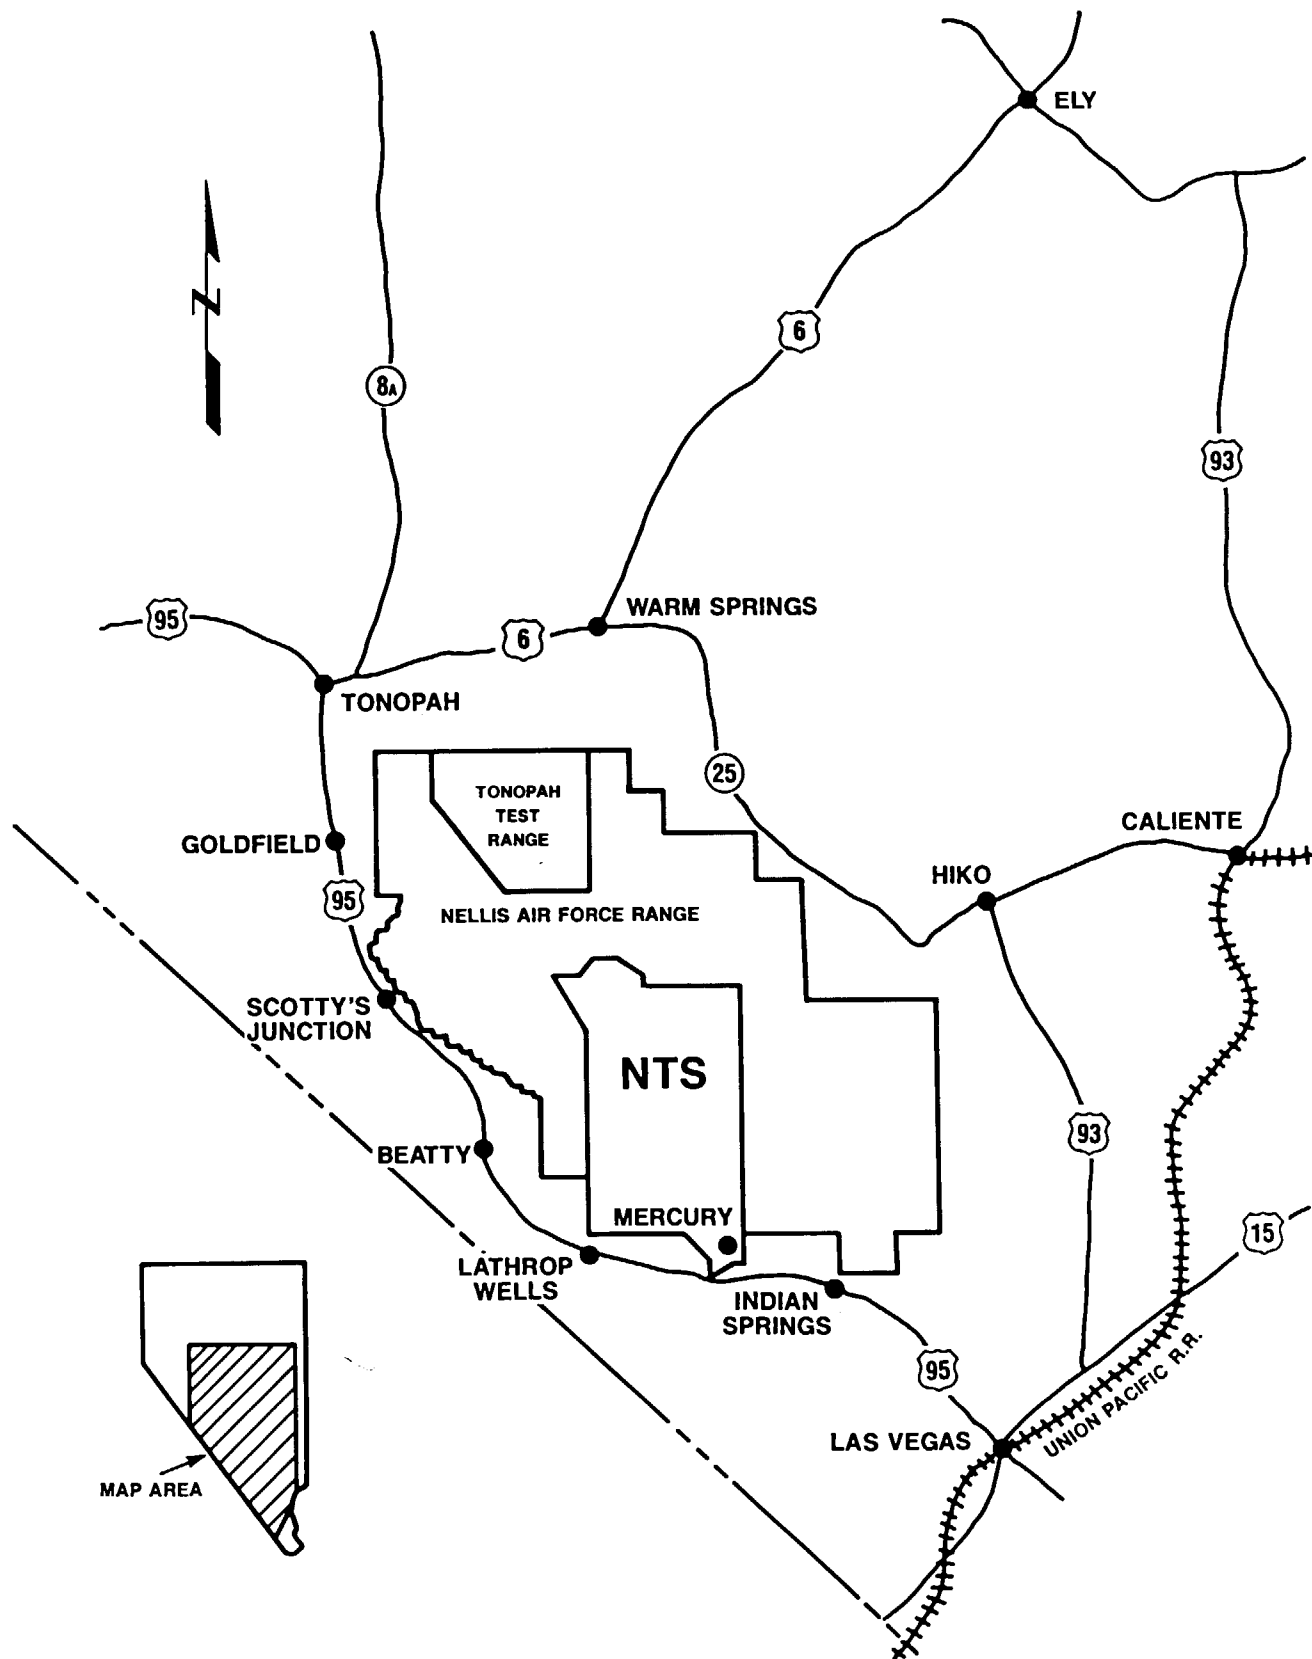 ELY
N
6
8A
93
95
6
WARM SPRINGS
TONOPAH
25
TONOPAH
TEST
RANGE
GOLDFIELD
CALIENTE
HIKO
95
NELLIS AIR FORCE RANGE
SCOTTY'S
JUNCTION
NTS
93
BEATTY
MERCURY
15
LATHROP
WELLS
INDIAN
SPRINGS
95
UNION PACIFIC R.R.
LAS VEGAS
MAP AREA